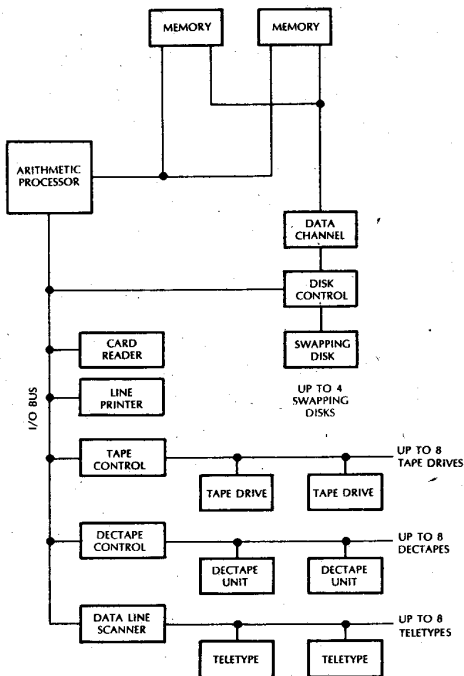 MEMORY
MEMORY
ARITHMETIC
PROCESSOR
DATA
CHANNEL
DISK
CONTROL
SWAPPING
DISK
UP TO 4
SWAPPING
DISKS
I/O BUS
CARD
READER
LINE
PRINTER
TAPE
CONTROL
UP TO 8
TAPE DRIVES
TAPE DRIVE
TAPE DRIVE
DECTAPE
CONTROL
UP TO 8
DECTAPES
DECTAPE
UNIT
DECTAPE
UNIT
DATA LINE
SCANNER
UP TO 8
TELETYPES
TELETYPE
TELETYPE